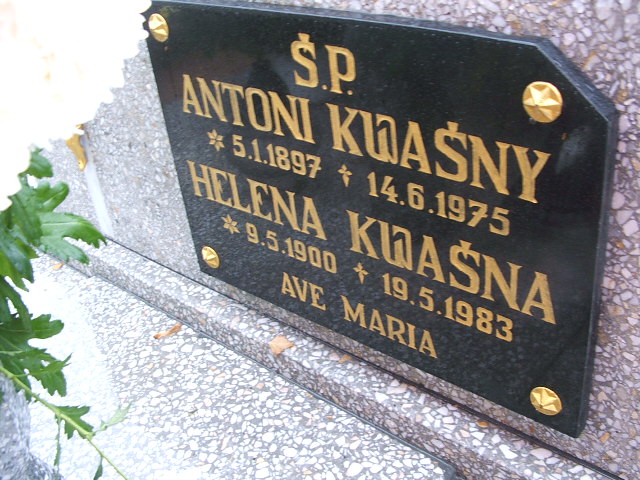 Ś.P.
ANTONI KWAŚNY
* 5.1.1897 † 14.6.1975
HELENA KWAŚNA
* 9.5.1900 † 19.5.1983
AVE MARIA